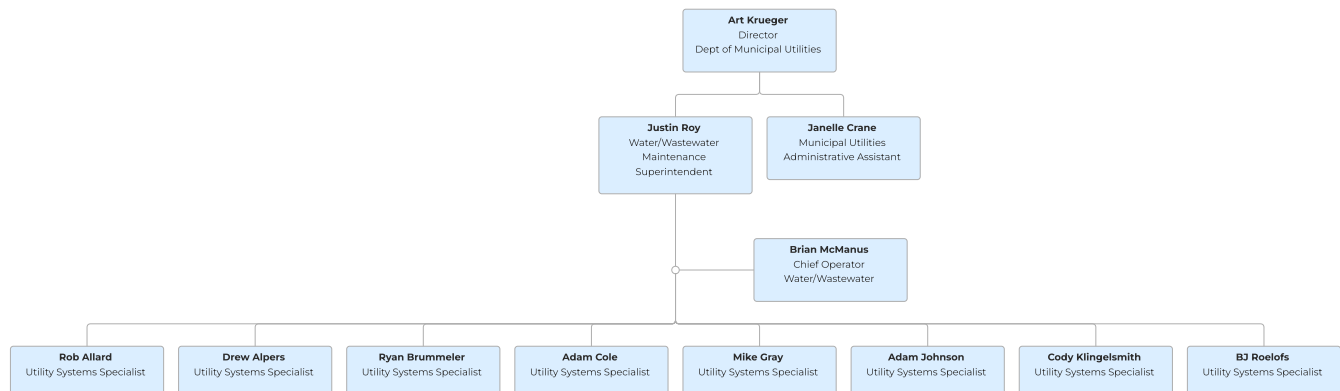 Art Krueger
Director
Dept of Municipal Utilities
Justin Roy
Water/Wastewater
Maintenance
Superintendent
Janelle Crane
Municipal Utilities
Administrative Assistant
Brian McManus
Chief Operator
Water/Wastewater
Rob Allard
Utility Systems Specialist
Drew Alpers
Utility Systems Specialist
Ryan Brummeler
Utility Systems Specialist
Adam Cole
Utility Systems Specialist
Mike Gray
Utility Systems Specialist
Adam Johnson
Utility Systems Specialist
Cody Klingelsmith
Utility Systems Specialist
BJ Roelofs
Utility Systems Specialist